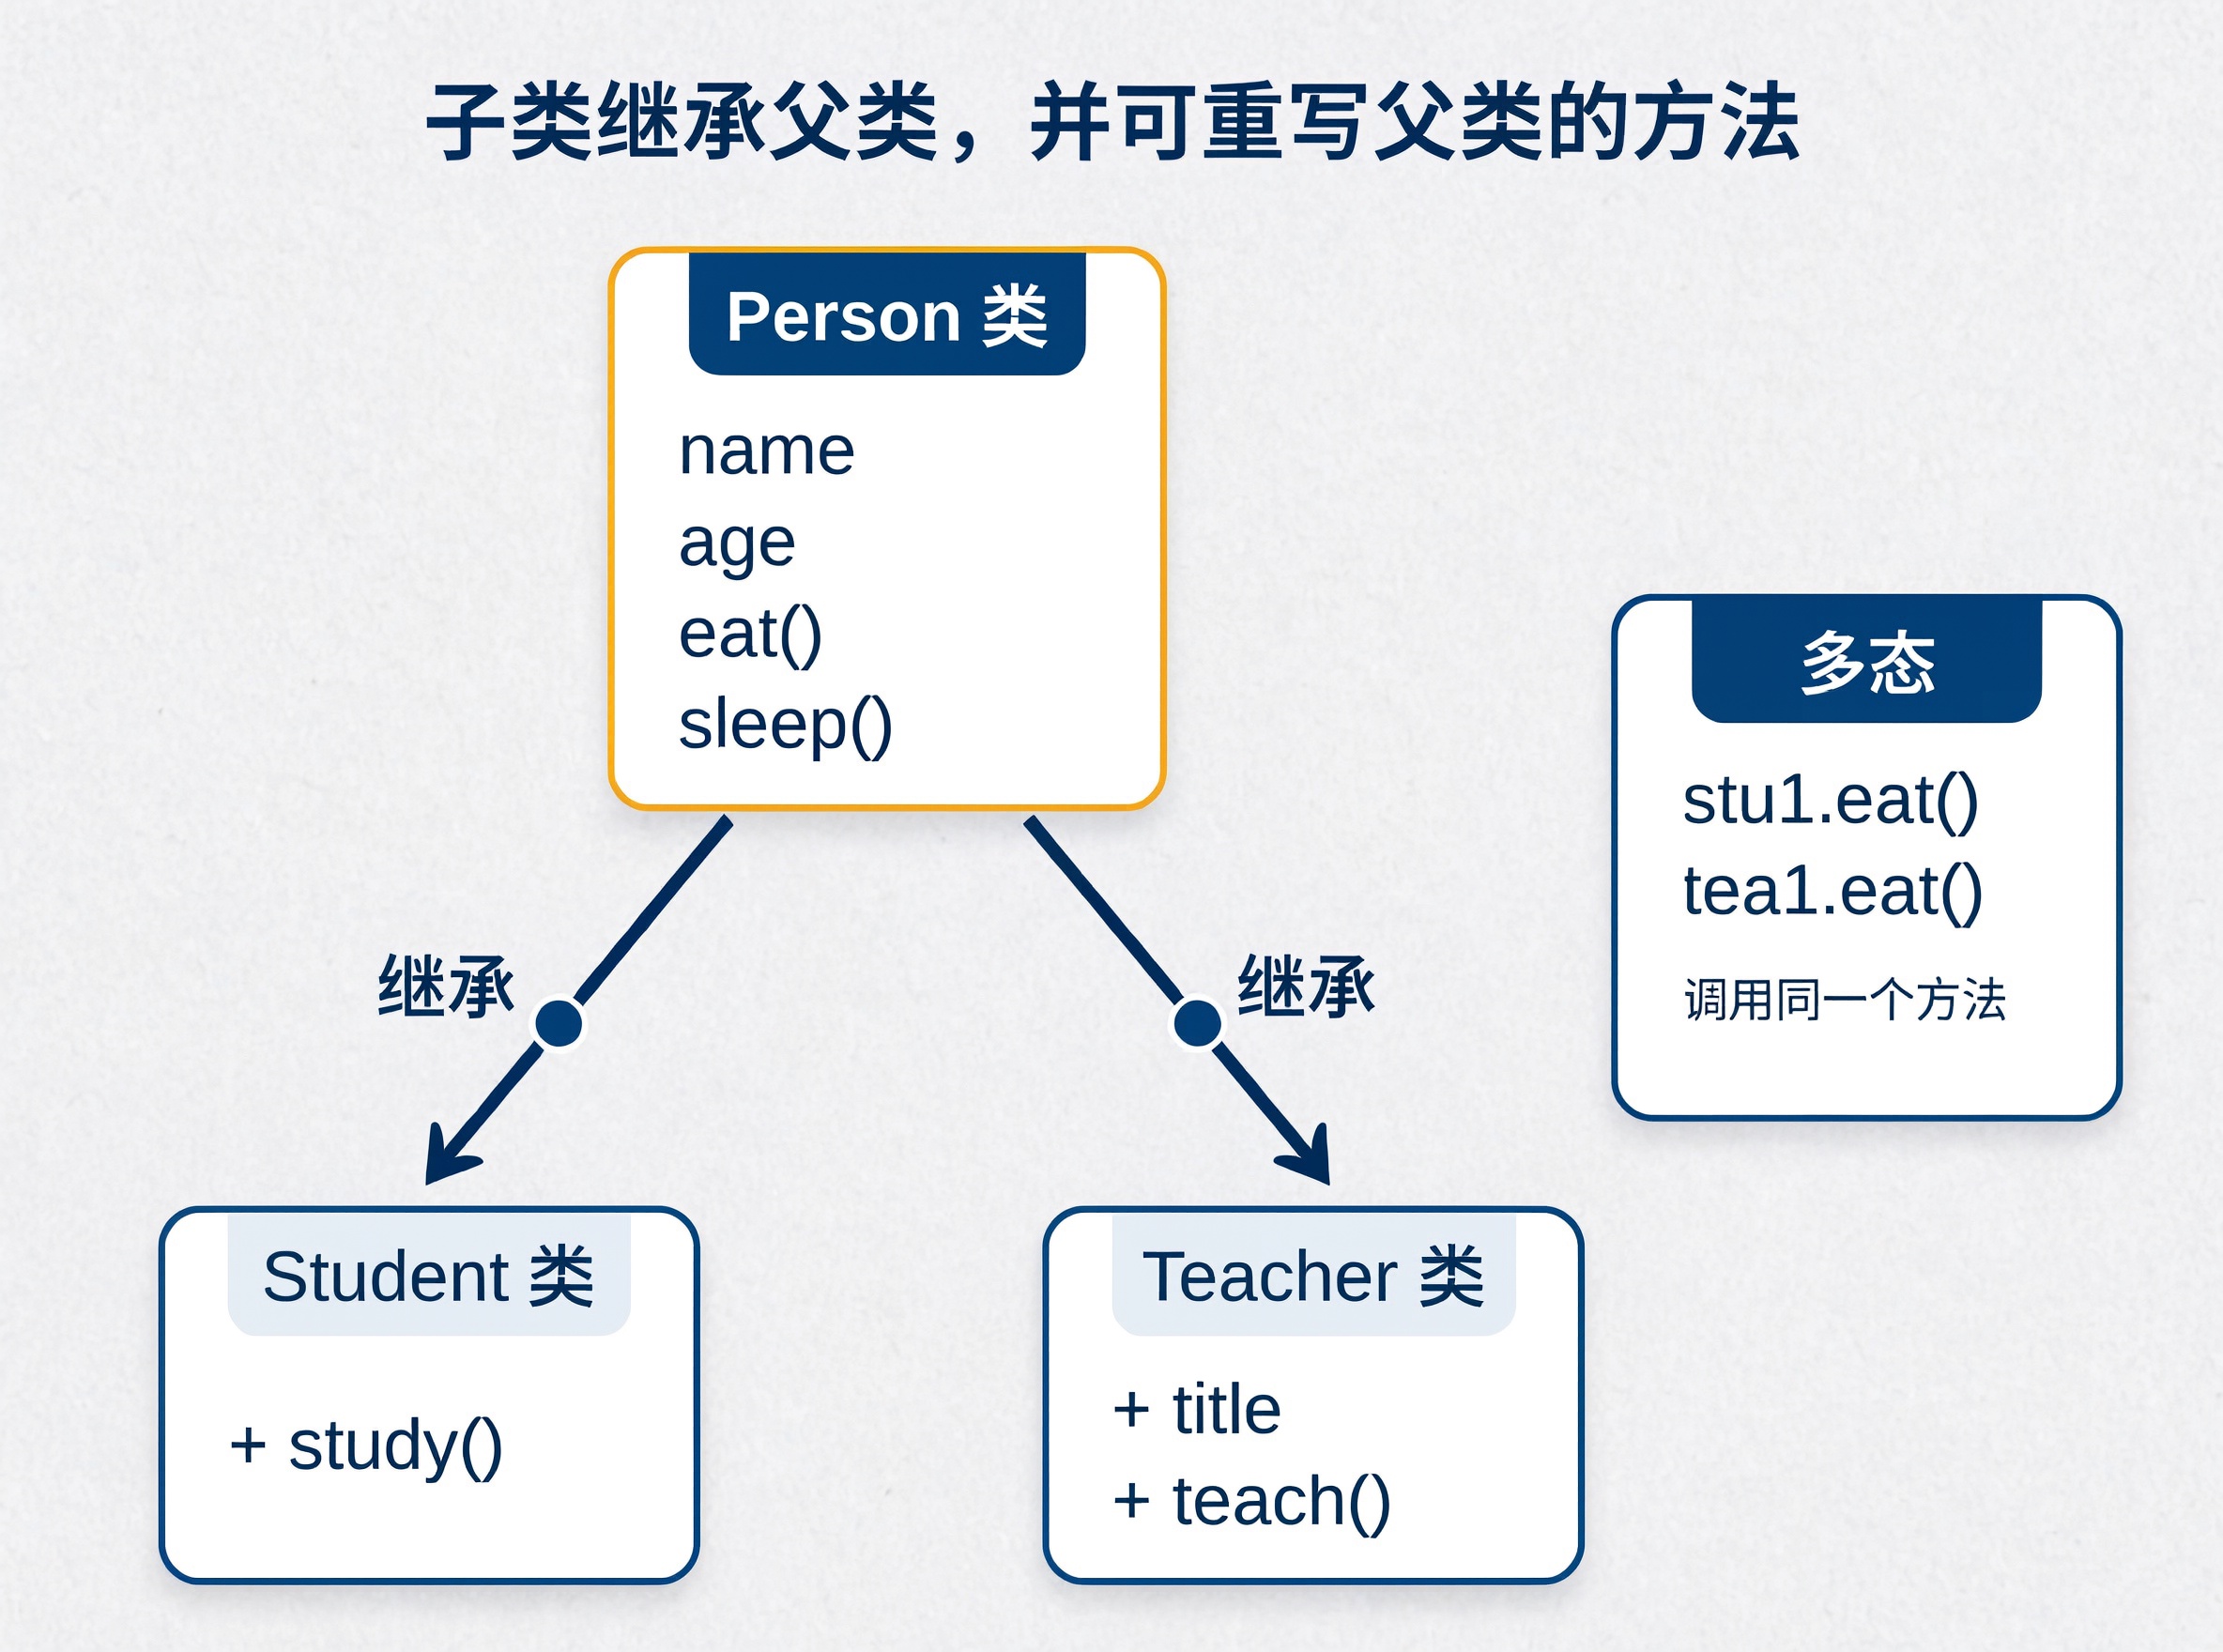 子类继承父类，并可重写父类的方法
Person 类
name
age
eat()
sleep()
多态
stu1.eat()
tea1.eat()
调用同一个方法
继承
继承
Student 类
+ study()
Teacher 类
+ title
+ teach()